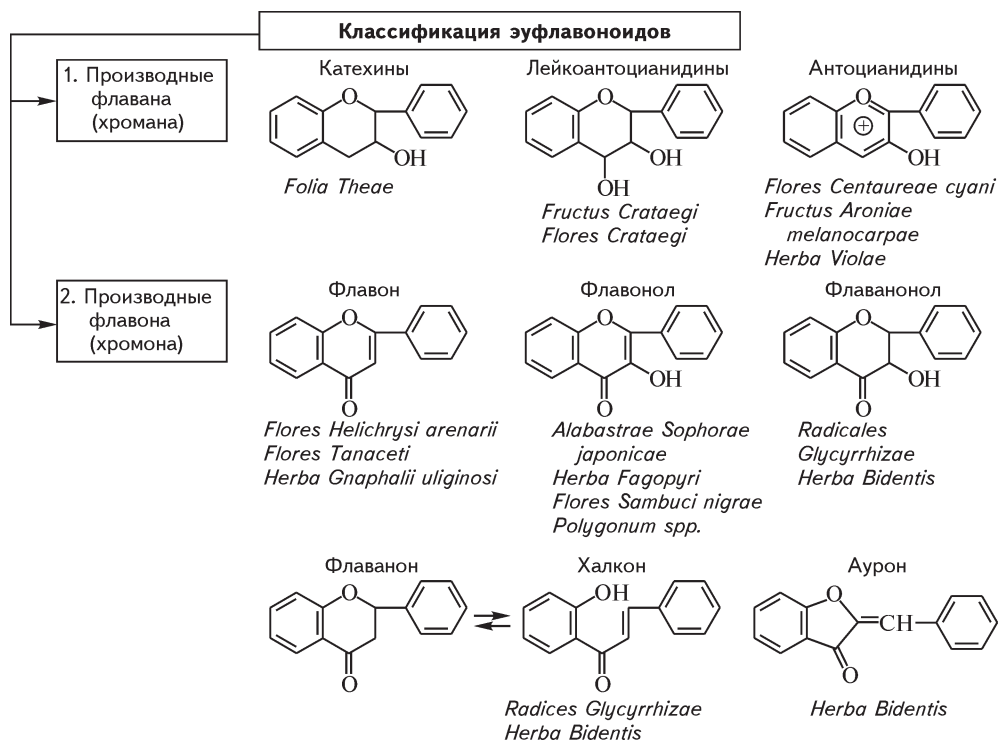 Классификация эуфлавоноидов
1. Производные
флавана
(хромана)
Катехины
O
OH
Folia Theae
Лейкоантоцианидины
O
OH
OH
Fructus Crataegi
Flores Crataegi
Антоцианидины
O
+
OH
Flores Centaureae cyani
Fructus Aroniae
melanocarpae
Herba Violae
2. Производные
флавона
(хромона)
Флавон
O
O
Flores Helichrysi arenarii
Flores Tanaceti
Herba Gnaphalii uliginosi
Флавонол
O
OH
O
Alabastrae Sophorae
japonicae
Herba Fagopyri
Flores Sambuci nigrae
Polygonum spp.
Флаванонол
O
OH
O
Radicales
Glycyrrhizae
Herba Bidentis
Флаванон
O
O
Халкон
OH
O
Radices Glycyrrhizae
Herba Bidentis
Аурон
O
CH
O
Herba Bidentis